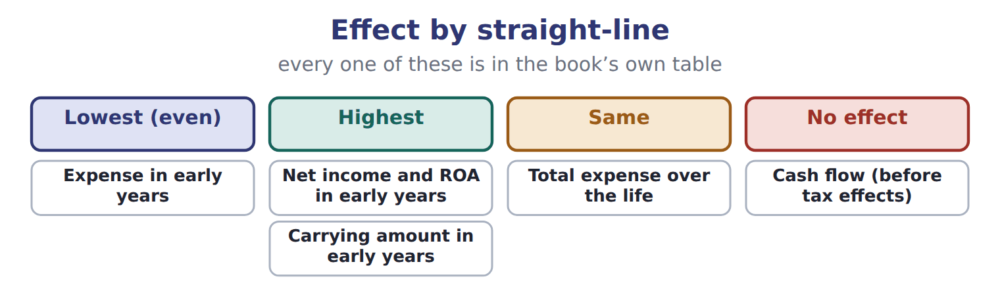 Effect by straight-line
every one of these is in the book’s own table
Lowest (even)
Highest
Same
No effect
Expense in early
years
Net income and ROA
in early years
Total expense over
the life
Cash flow (before
tax effects)
Carrying amount in
early years